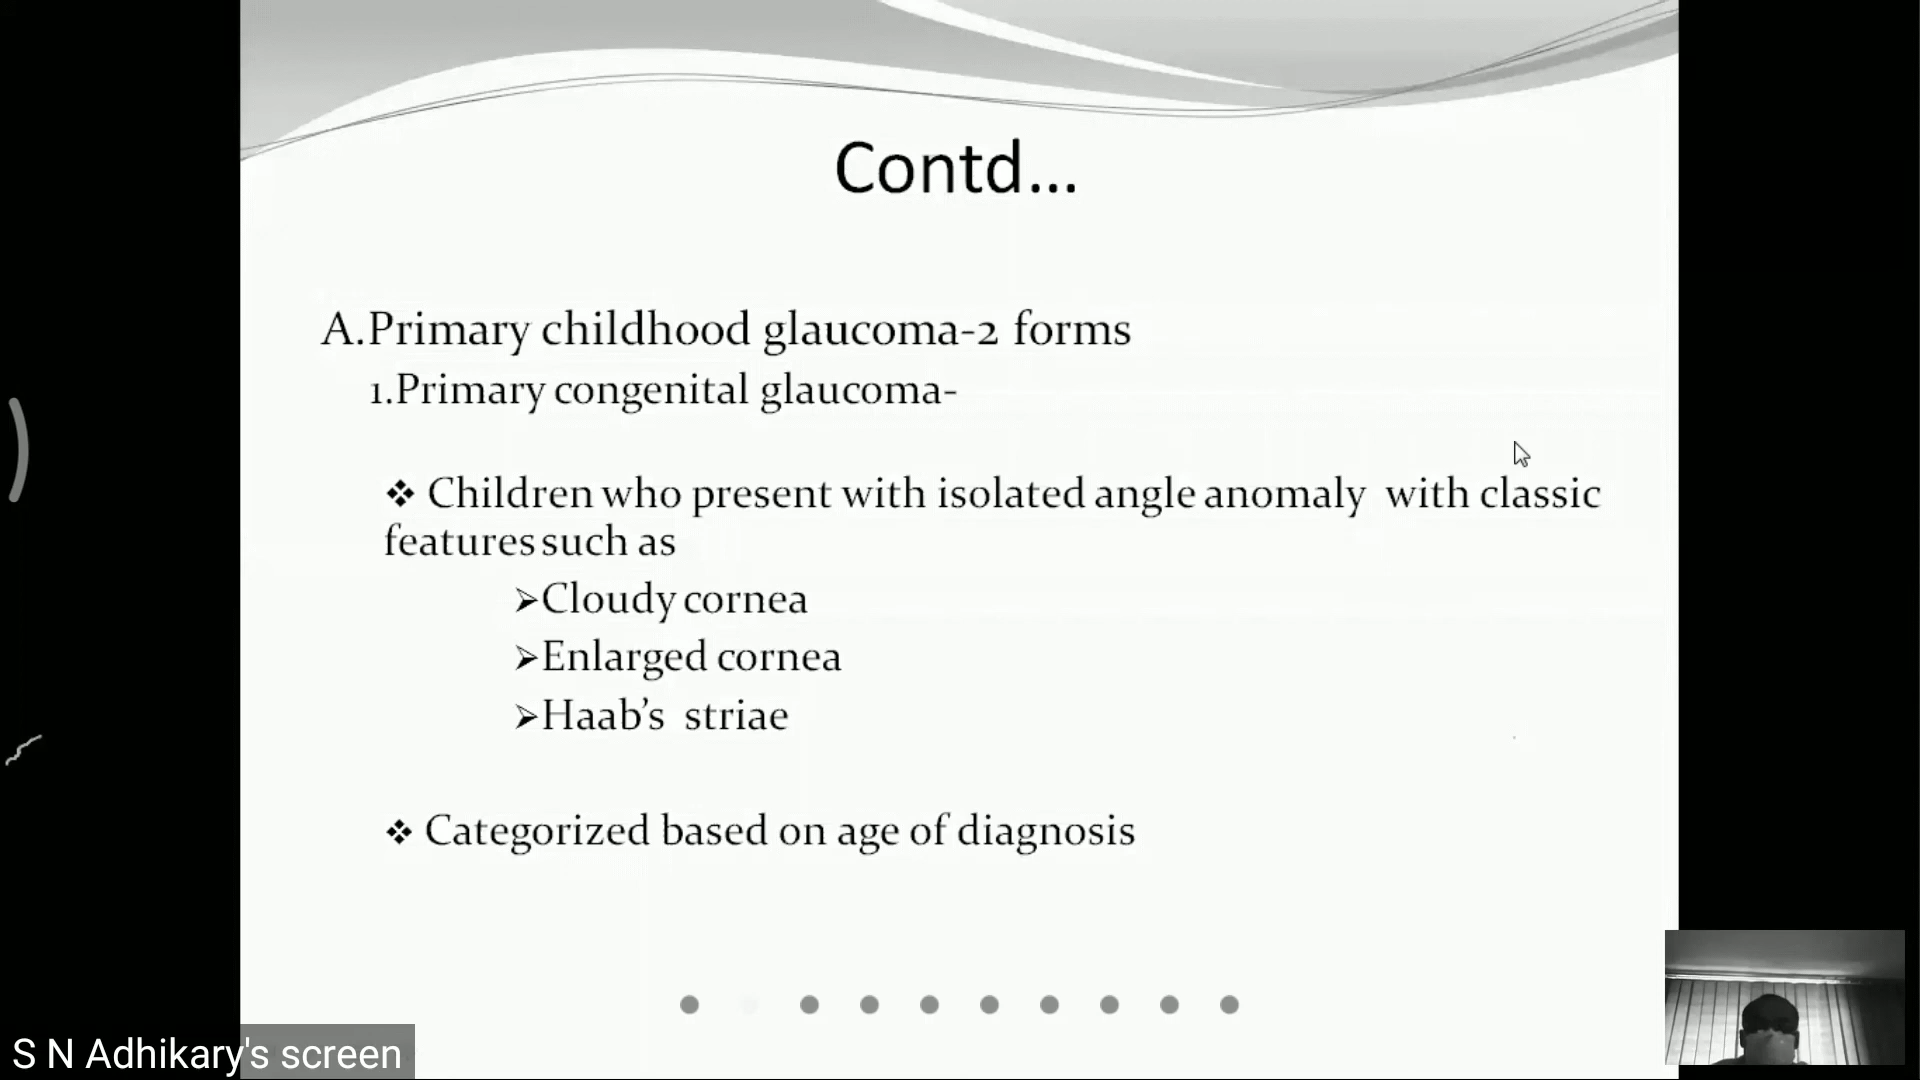 Contd...
A.Primary childhood glaucoma-2 forms
1.Primary congenital glaucoma-
❖ Children who present with isolated angle anomaly with classic
features such as
➢Cloudy cornea
➢Enlarged cornea
➢Haab’s striae
❖ Categorized based on age of diagnosis
S N Adhikary's screen